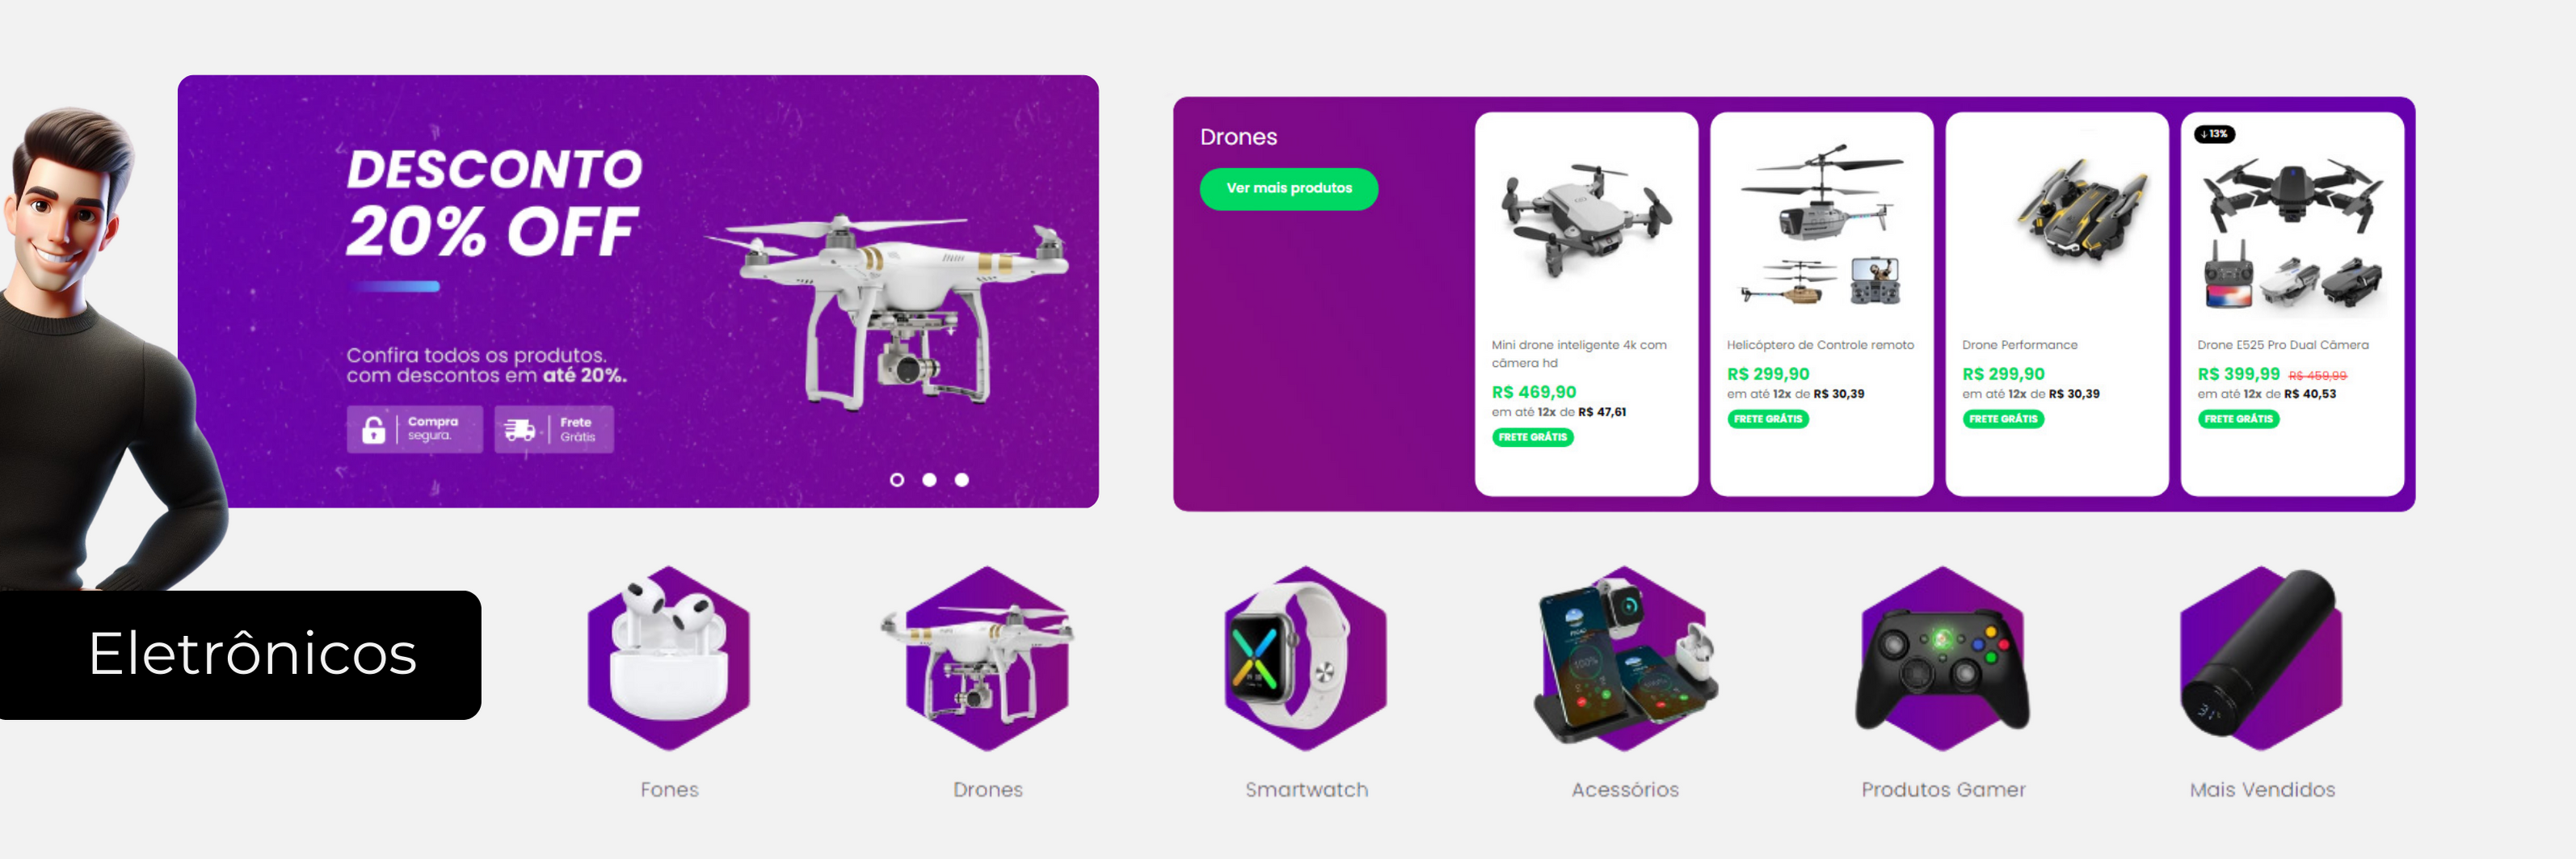 DESCONTO
20% OFF
Confira todos os produtos.
com descontos em até 20%.
Compra
segura.
Frete
Grátis
Drones
Ver mais produtos
Mini drone inteligente 4k com
câmera hd
R$ 469,90
em até 12x de R$ 47,61
FRETE GRÁTIS
Helicóptero de Controle remoto
R$ 299,90
em até 12x de R$ 30,39
FRETE GRÁTIS
Drone Performance
R$ 299,90
em até 12x de R$ 30,39
FRETE GRÁTIS
↓ 13%
Drone E525 Pro Dual Câmera
R$ 399,99 R$ 459,99
em até 12x de R$ 40,53
FRETE GRÁTIS
Eletrônicos
100%
Fones
Drones
Smartwatch
Acessórios
Produtos Gamer
Mais Vendidos